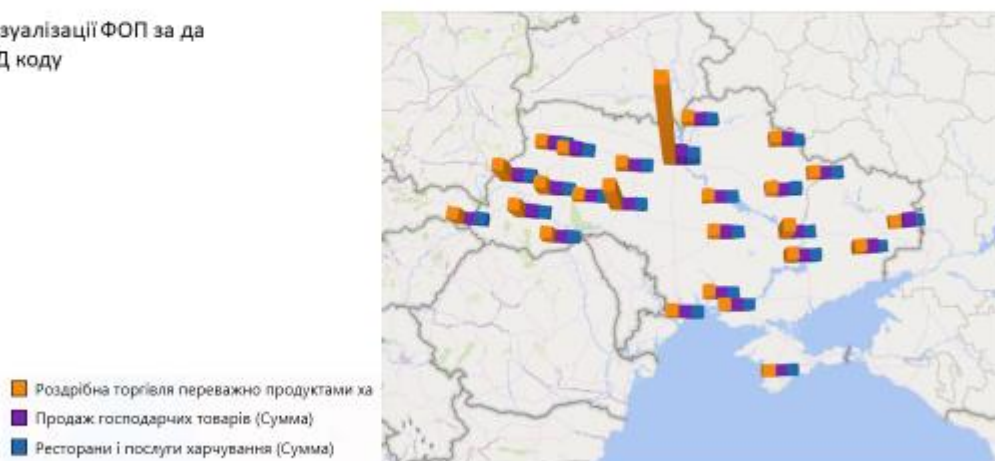 зуалізації ФОП за да
Д коду
Роздрібна торгівля переважно продуктами ха
Продаж господарчих товарів (Сумма)
Ресторани і послуги харчування (Сумма)